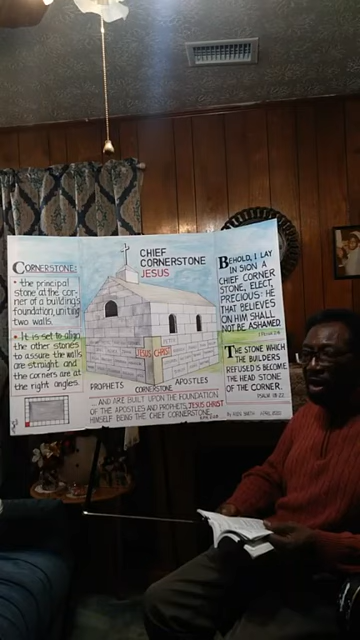 CORNERSTONE:
• the principal
stone at the cor-
ner of a building's
foundation, uniting
two walls.
• It is set to align
the other stones
to assure the walls
are straight and
the corners are at
the right angles.
CHIEF
CORNERSTONE
JESUS
JESUS CHRIST
PROPHETS CORNERSTONE APOSTLES
...AND ARE BUILT UPON THE FOUNDATION
OF THE APOSTLES AND PROPHETS, JESUS CHRIST
HIMSELF BEING THE CHIEF CORNERSTONE.
BEHOLD, I LAY
IN SION A
CHIEF CORNER
STONE, ELECT,
PRECIOUS: HE
THAT BELIEVES
ON HIM SHALL
NOT BE ASHAMED.
THE STONE WHICH
THE BUILDERS
REFUSED IS BECOME
THE HEAD STONE
OF THE CORNER.
PSALM 118:22